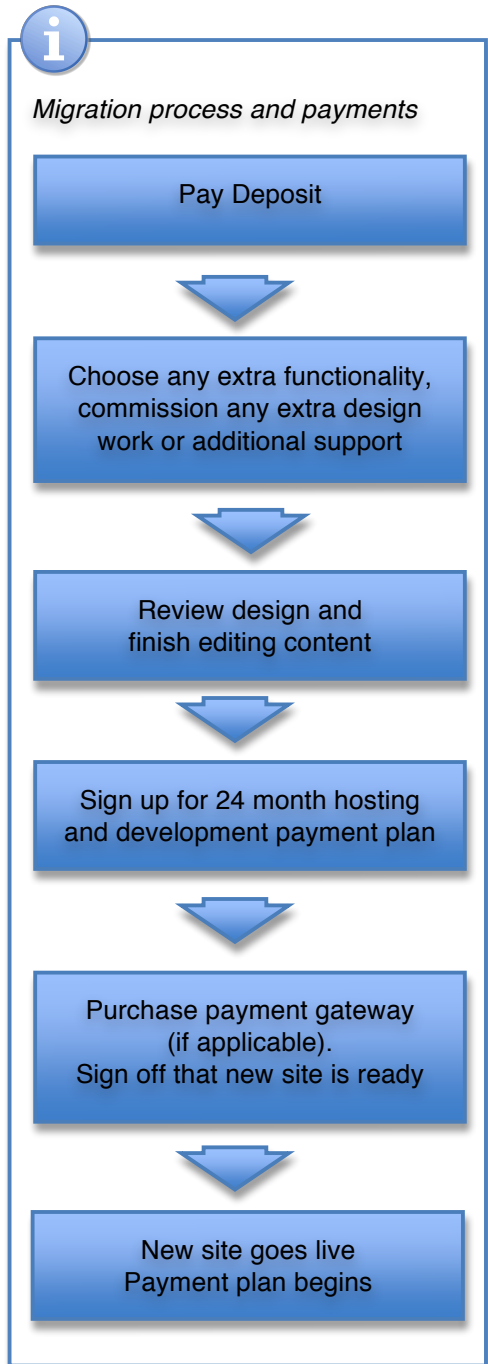 i
Migration process and payments
Pay Deposit
Choose any extra functionality,
commission any extra design
work or additional support
Review design and
finish editing content
Sign up for 24 month hosting
and development payment plan
Purchase payment gateway
(if applicable).
Sign off that new site is ready
New site goes live
Payment plan begins